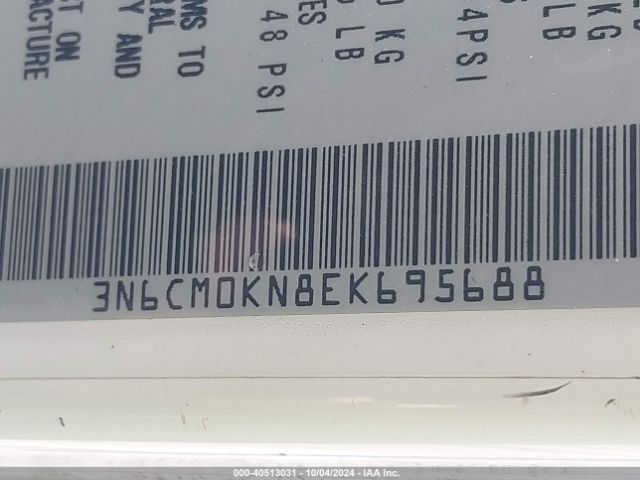 MS TO
RAL
Y AND
ST ON
ACTURE
48 PSI
ES
LB
KG
4PSI
LB
KG
3N6CM0KN8EK695688
000-40513031 - 10/04/2024 - IAA Inc.